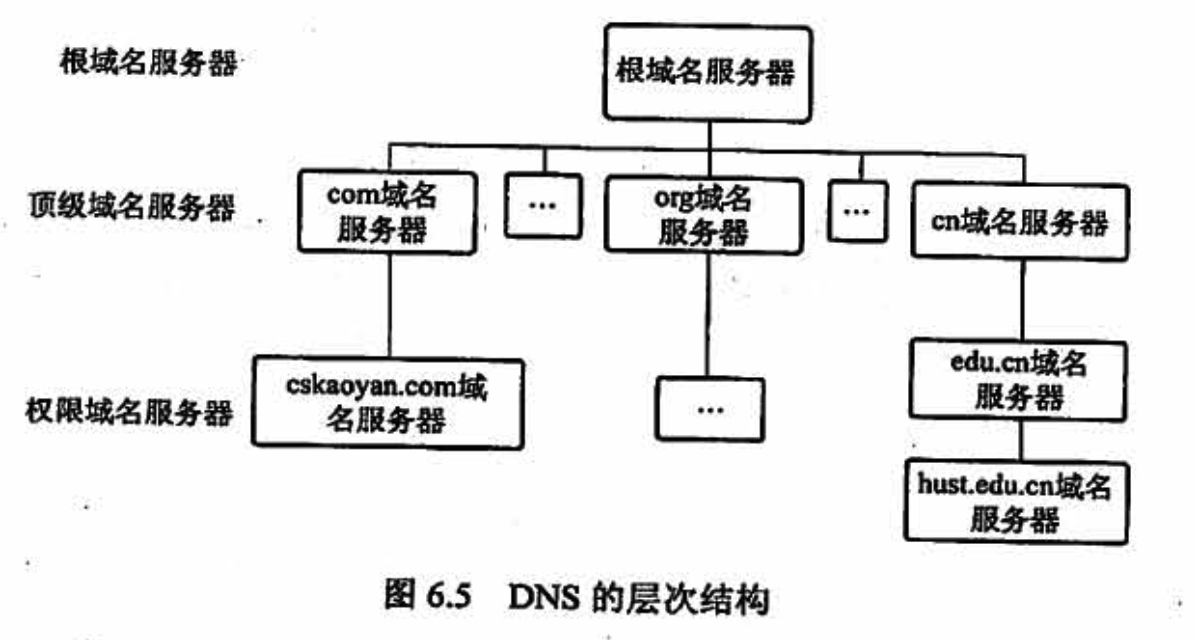 根域名服务器
根域名服务器
顶级域名服务器
com域名
服务器
...
org域名
服务器
...
cn域名服务器
权限域名服务器
cskaoyan.com域
名服务器
...
edu.cn域名
服务器
hust.edu.cn域名
服务器
图 6.5 DNS 的层次结构